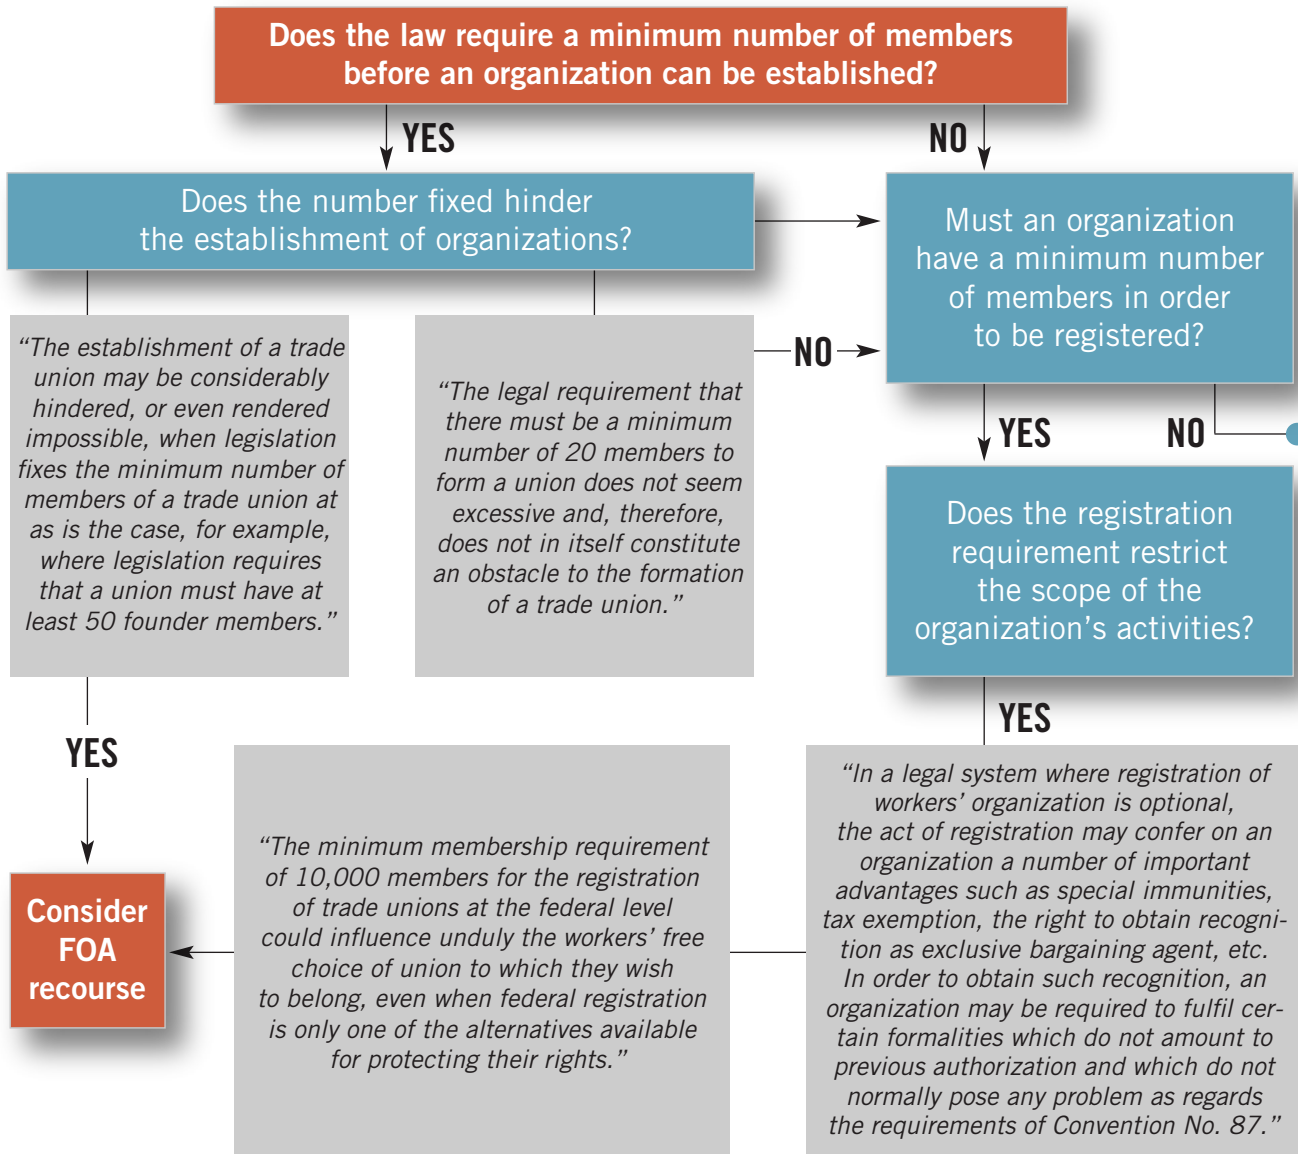 Does the law require a minimum number of members
before an organization can be established?
YES
NO
Does the number fixed hinder
the establishment of organizations?
Must an organization
have a minimum number
of members in order
to be registered?
“The establishment of a trade
union may be considerably
hindered, or even rendered
impossible, when legislation
fixes the minimum number of
members of a trade union at
as is the case, for example,
where legislation requires
that a union must have at
least 50 founder members.”
“The legal requirement that
there must be a minimum
number of 20 members to
form a union does not seem
excessive and, therefore,
does not in itself constitute
an obstacle to the formation
of a trade union.”
NO
YES
NO
Does the registration
requirement restrict
the scope of the
organization’s activities?
YES
YES
Consider
FOA
recourse
“The minimum membership requirement
of 10,000 members for the registration
of trade unions at the federal level
could influence unduly the workers’ free
choice of union to which they wish
to belong, even when federal registration
is only one of the alternatives available
for protecting their rights.”
“In a legal system where registration of
workers’ organization is optional,
the act of registration may confer on an
organization a number of important
advantages such as special immunities,
tax exemption, the right to obtain recogni-
tion as exclusive bargaining agent, etc.
In order to obtain such recognition, an
organization may be required to fulfil cer-
tain formalities which do not amount to
previous authorization and which do not
normally pose any problem as regards
the requirements of Convention No. 87.”